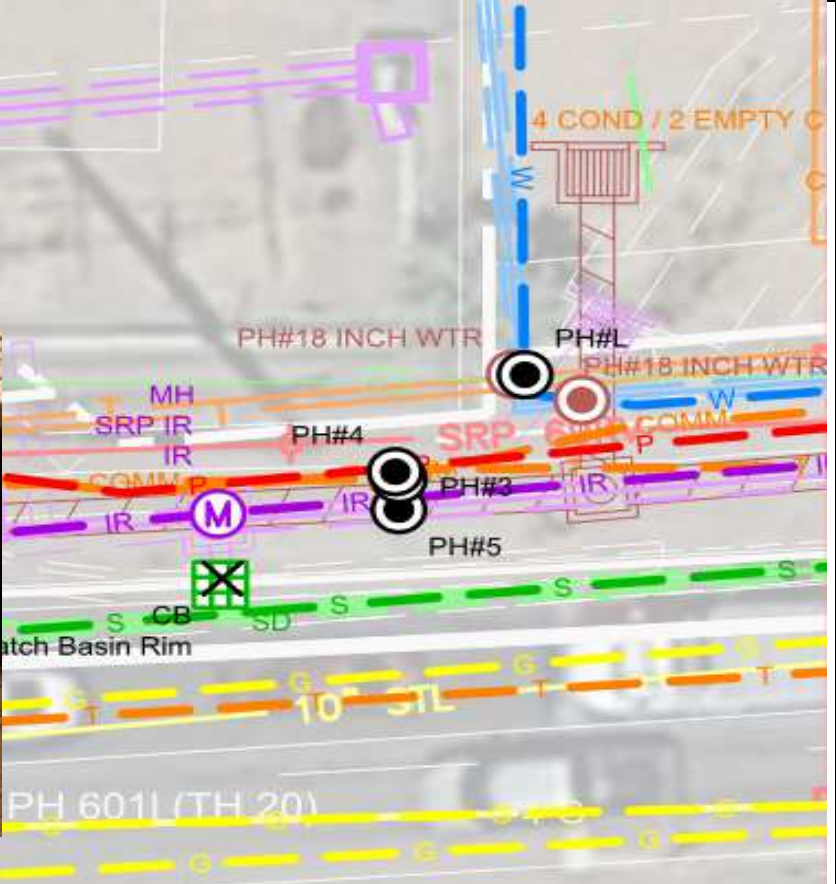 4 COND / 2 EMPTY C
W
C
PH#18 INCH WTR
PH#L
PH#18 INCH WTR
MH
T
W
SRP IR
T
COMM
PH#4
SRP
P
IR
COMM
P
PH#3
IR
IR
IR
M
PH#5
S
S
CB
S
S
SD
atch Basin Rim
G
G
G
G
T
T
T
T
10" STL
PH 601L(TH 20)
G
G
G
G
G
G